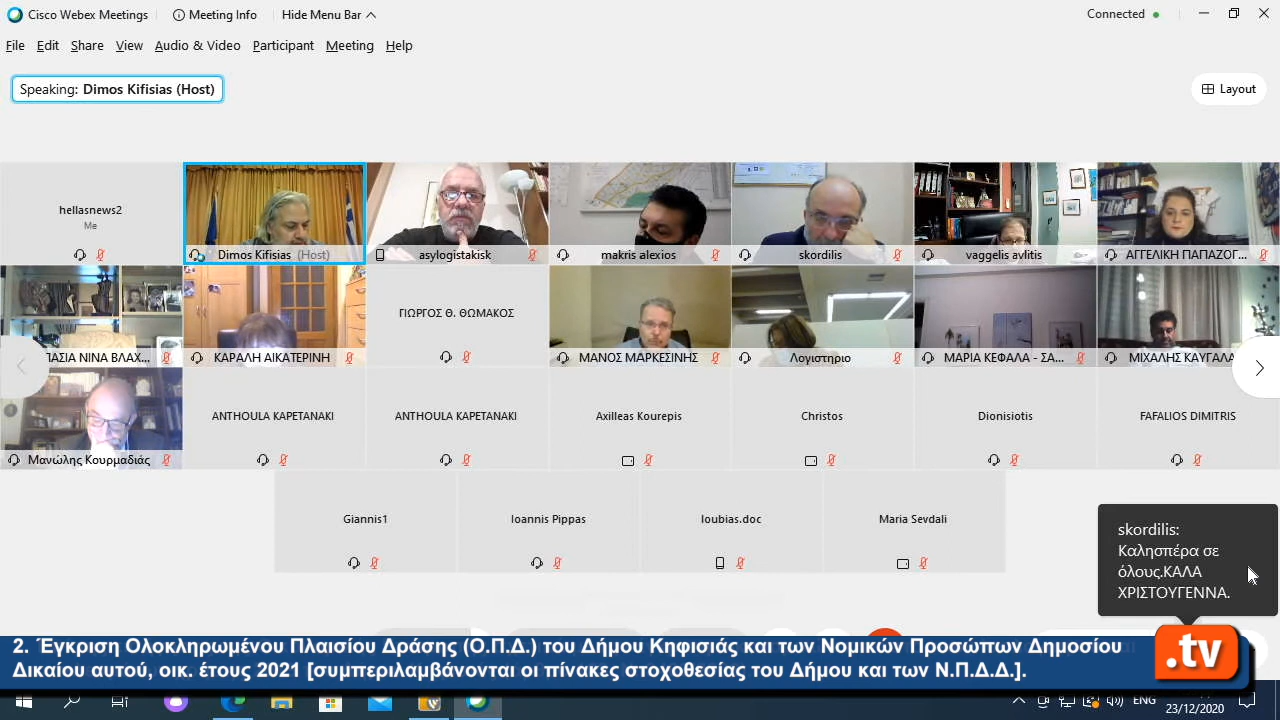 Cisco Webex Meetings
Meeting Info
Hide Menu Bar
Connected
File Edit Share View Audio & Video Participant Meeting Help
Speaking: Dimos Kifisias (Host)
Layout
hellasnews2
Me
Dimos Kifisias (Host)
asylogistakisk
makris alexios
skordilis
vaggelis avlitis
ΑΓΓΕΛΙΚΗ ΠΑΠΑΖΟΓ...
ΠΑΣΙΑ ΝΙΝΑ ΒΛΑΧ...
ΚΑΡΑΛΗ ΑΙΚΑΤΕΡΙΝΗ
ΓΙΩΡΓΟΣ Θ. ΘΩΜΑΚΟΣ
ΜΑΝΟΣ ΜΑΡΚΕΣΙΝΗΣ
Λογιστηριο
ΜΑΡΙΑ ΚΕΦΑΛΑ - ΣΑ...
ΜΙΧΑΛΗΣ ΚΑΥΓΑΛΑ
Μανώλης Κουρμαδιάς
ANTHOULA KAPETANAKI
ANTHOULA KAPETANAKI
Axilleas Kourepis
Christos
Dionisiotis
FAFALIOS DIMITRIS
Giannis1
Ioannis Pippas
loubias.doc
Maria Sevdali
skordilis:
Καλησπέρα σε
όλους.ΚΑΛΑ
ΧΡΙΣΤΟΥΓΕΝΝΑ.
2. Έγκριση Ολοκληρωμένου Πλαισίου Δράσης (Ο.Π.Δ.) του Δήμου Κηφισιάς και των Νομικών Προσώπων Δημοσίου
Δικαίου αυτού, οικ. έτους 2021 [συμπεριλαμβάνονται οι πίνακες στοχοθεσίας του Δήμου και των Ν.Π.Δ.Δ.].
.tv
ENG
23/12/2020